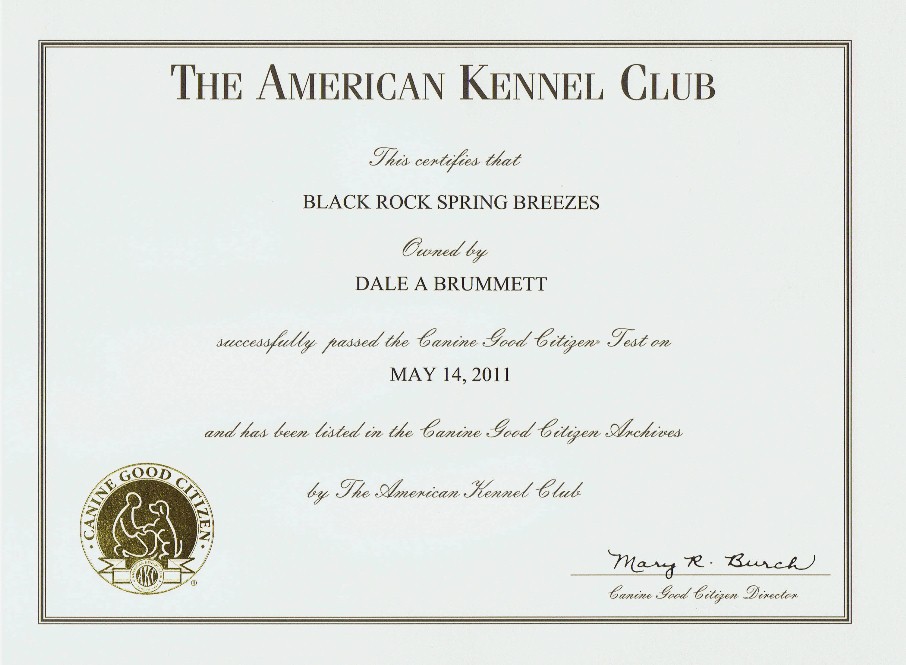 THE AMERICAN KENNEL CLUB
This certifies that
BLACK ROCK SPRING BREEZES
Owned by
DALE A BRUMMETT
successfully passed the Canine Good Citizen® Test on
MAY 14, 2011
and has been listed in the Canine Good Citizen Archives
by The American Kennel Club
· CANINE GOOD CITIZEN ·
AKC
®
Mary R. Burch
Canine Good Citizen Director